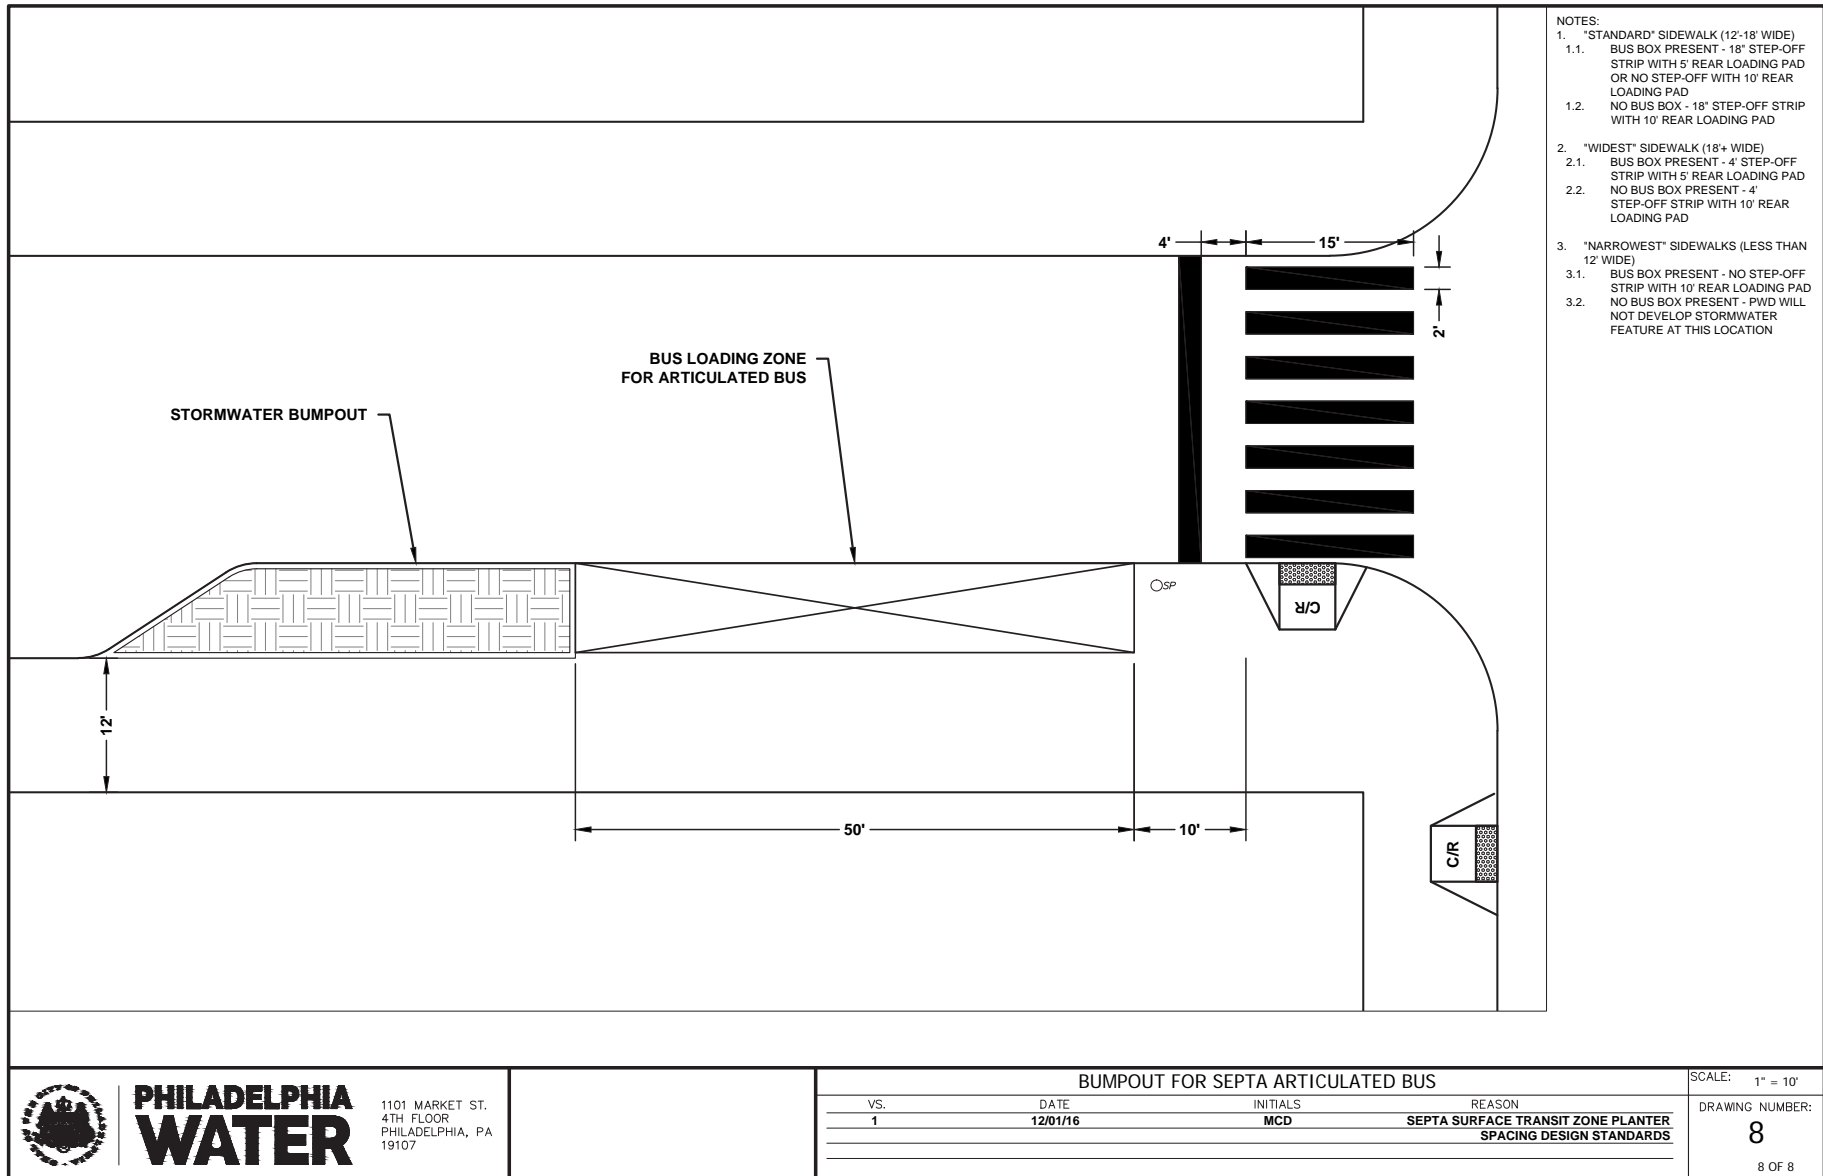 NOTES:
1. "STANDARD" SIDEWALK (12'-18' WIDE)
1.1. BUS BOX PRESENT - 18" STEP-OFF
STRIP WITH 5' REAR LOADING PAD
OR NO STEP-OFF WITH 10' REAR
LOADING PAD
1.2. NO BUS BOX - 18" STEP-OFF STRIP
WITH 10' REAR LOADING PAD
2. "WIDEST" SIDEWALK (18'+ WIDE)
2.1. BUS BOX PRESENT - 4' STEP-OFF
STRIP WITH 5' REAR LOADING PAD
2.2. NO BUS BOX PRESENT - 4'
STEP-OFF STRIP WITH 10' REAR
LOADING PAD
3. "NARROWEST" SIDEWALKS (LESS THAN
12' WIDE)
3.1. BUS BOX PRESENT - NO STEP-OFF
STRIP WITH 10' REAR LOADING PAD
3.2. NO BUS BOX PRESENT - PWD WILL
NOT DEVELOP STORMWATER
FEATURE AT THIS LOCATION
4'
15'
2'
BUS LOADING ZONE
FOR ARTICULATED BUS
STORMWATER BUMPOUT
SP
C/R
12'
50'
10'
C/R
PHILADELPHIA
WATER
1101 MARKET ST.
4TH FLOOR
PHILADELPHIA, PA
19107
BUMPOUT FOR SEPTA ARTICULATED BUS
VS. DATE INITIALS REASON
1 12/01/16 MCD SEPTA SURFACE TRANSIT ZONE PLANTER
SPACING DESIGN STANDARDS
SCALE: 1" = 10'
DRAWING NUMBER:
8
8 OF 8